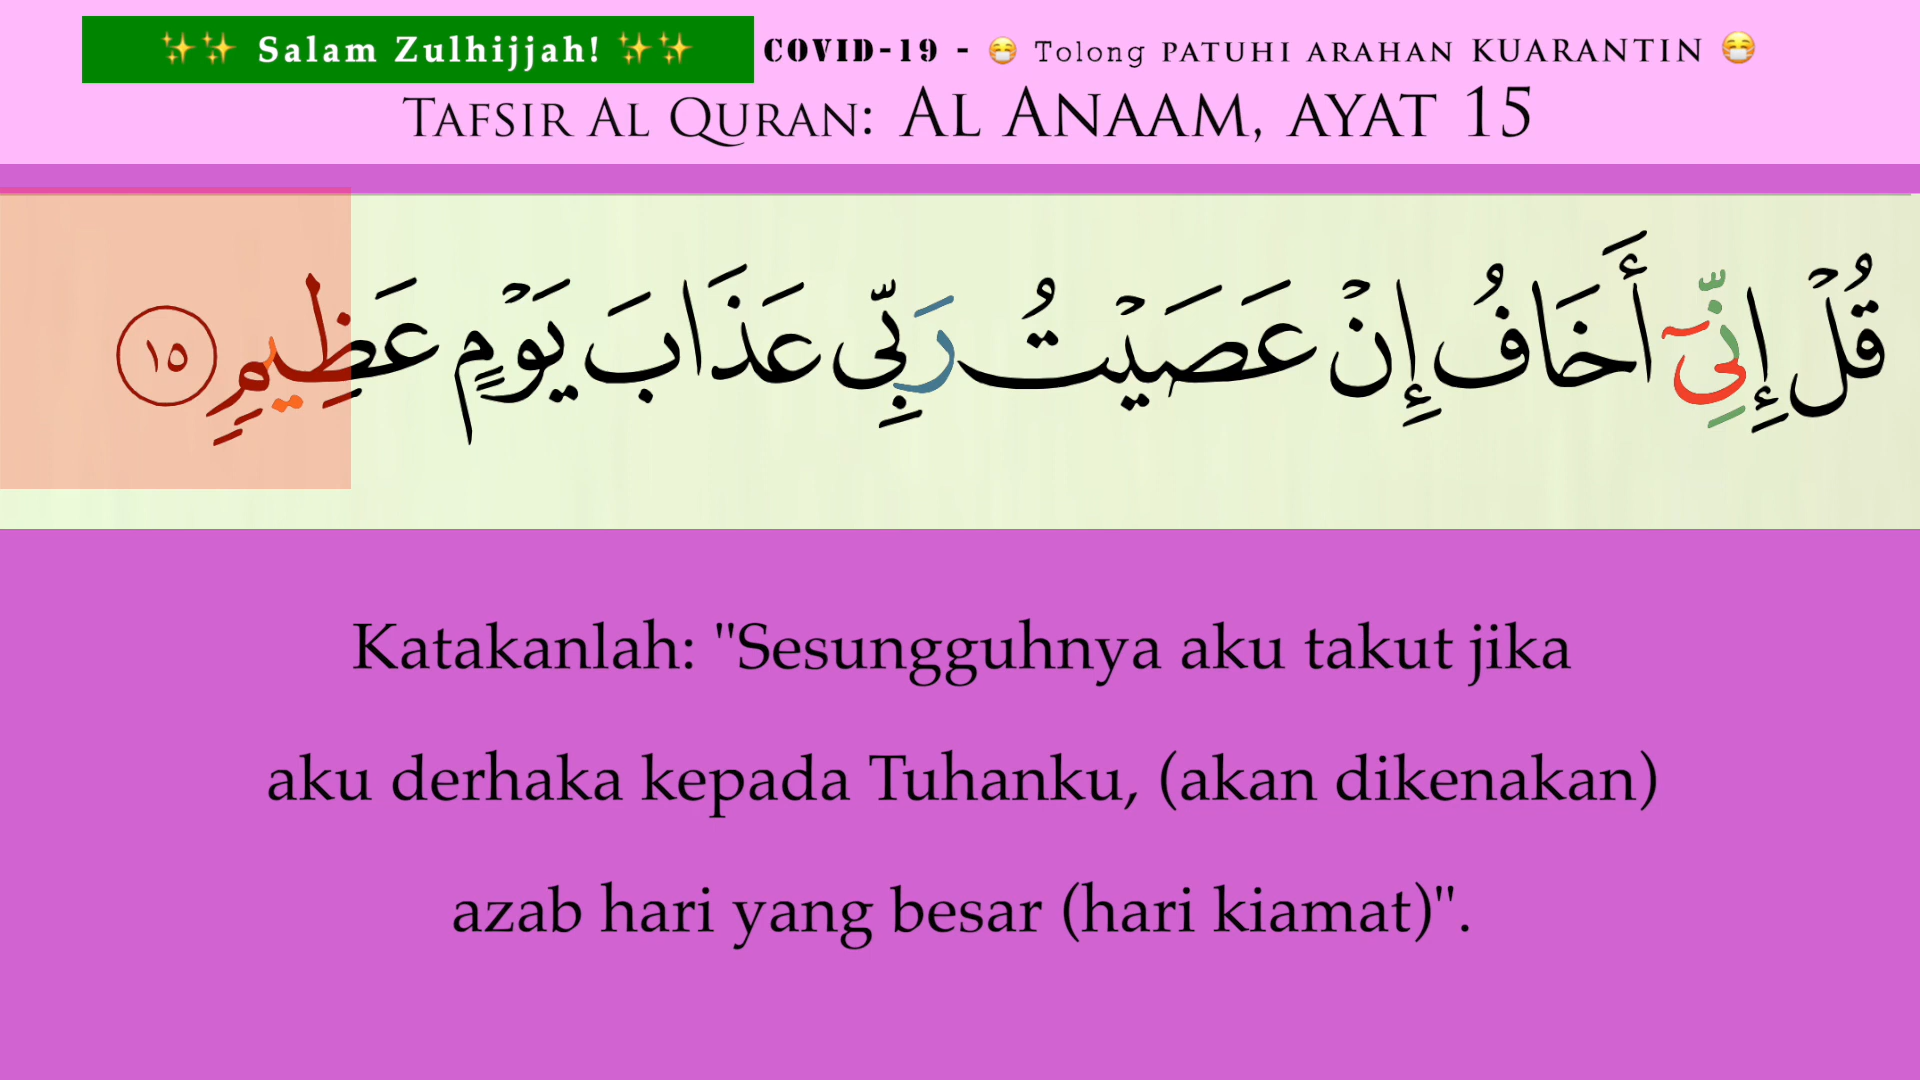 ✨✨ Salam Zulhijjah! ✨✨ COVID-19 - 😷 Tolong PATUHI ARAHAN KUARANTIN 😷
TAFSIR AL QURAN: AL ANAAM, AYAT 15
قُلْ إِنِّىٓ أَخَافُ إِنْ عَصَيْتُ رَبِّى عَذَابَ يَوْمٍ عَظِيمٍ ١٥
Katakanlah: "Sesungguhnya aku takut jika
aku derhaka kepada Tuhanku, (akan dikenakan)
azab hari yang besar (hari kiamat)".